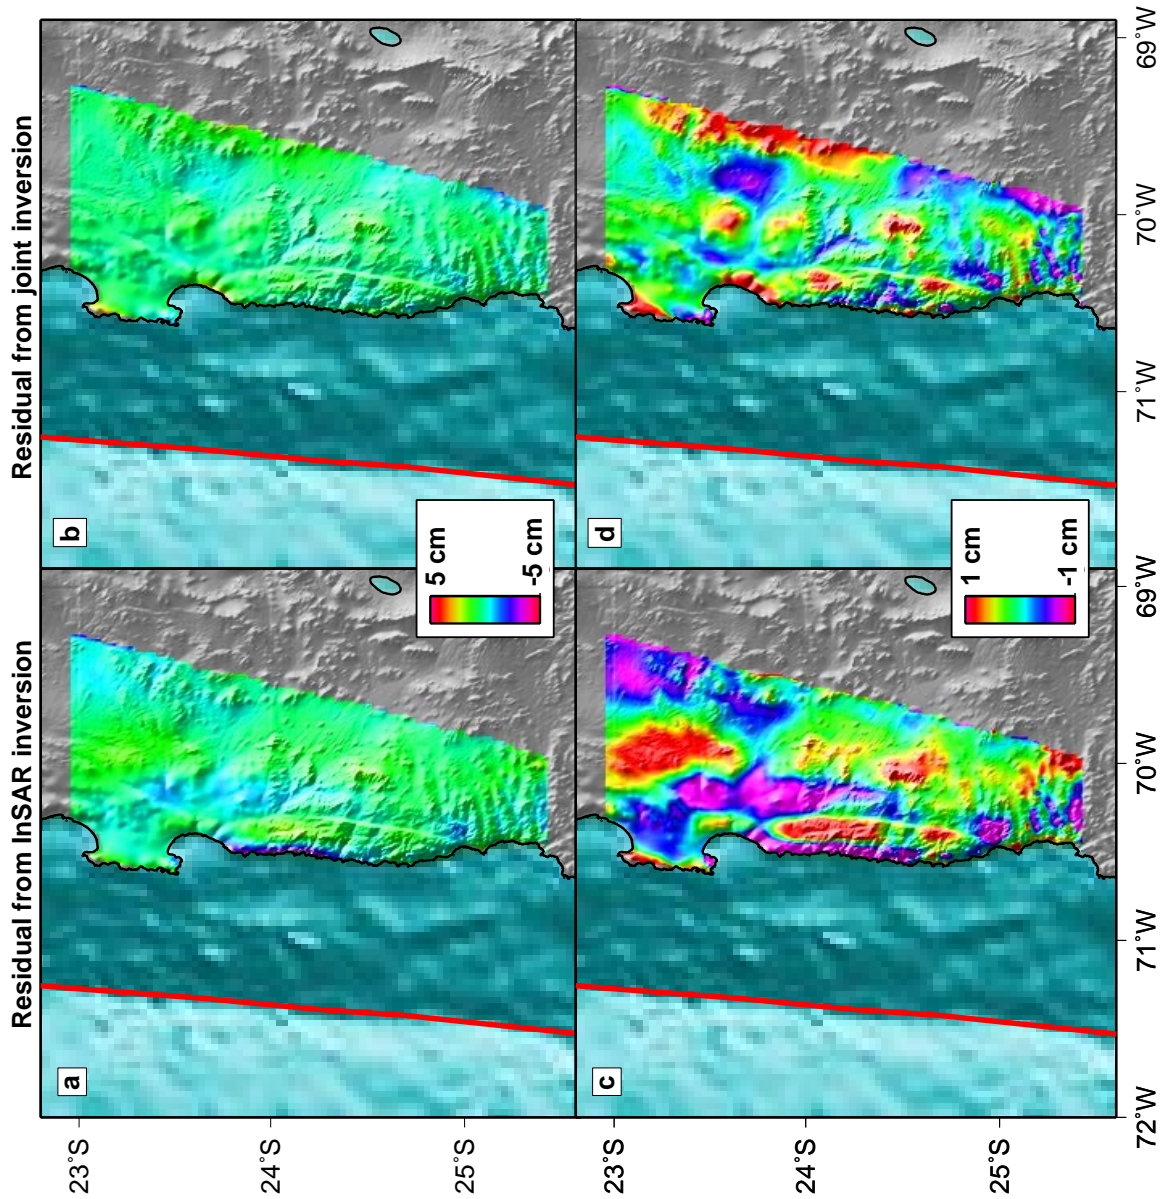 Residual from InSAR inversion
Residual from joint inversion
a
b
5 cm
-5 cm
c
d
1 cm
-1 cm
23°S
24°S
25°S
23°S
24°S
25°S
72°W
71°W
70°W
69°W
71°W
70°W
69°W